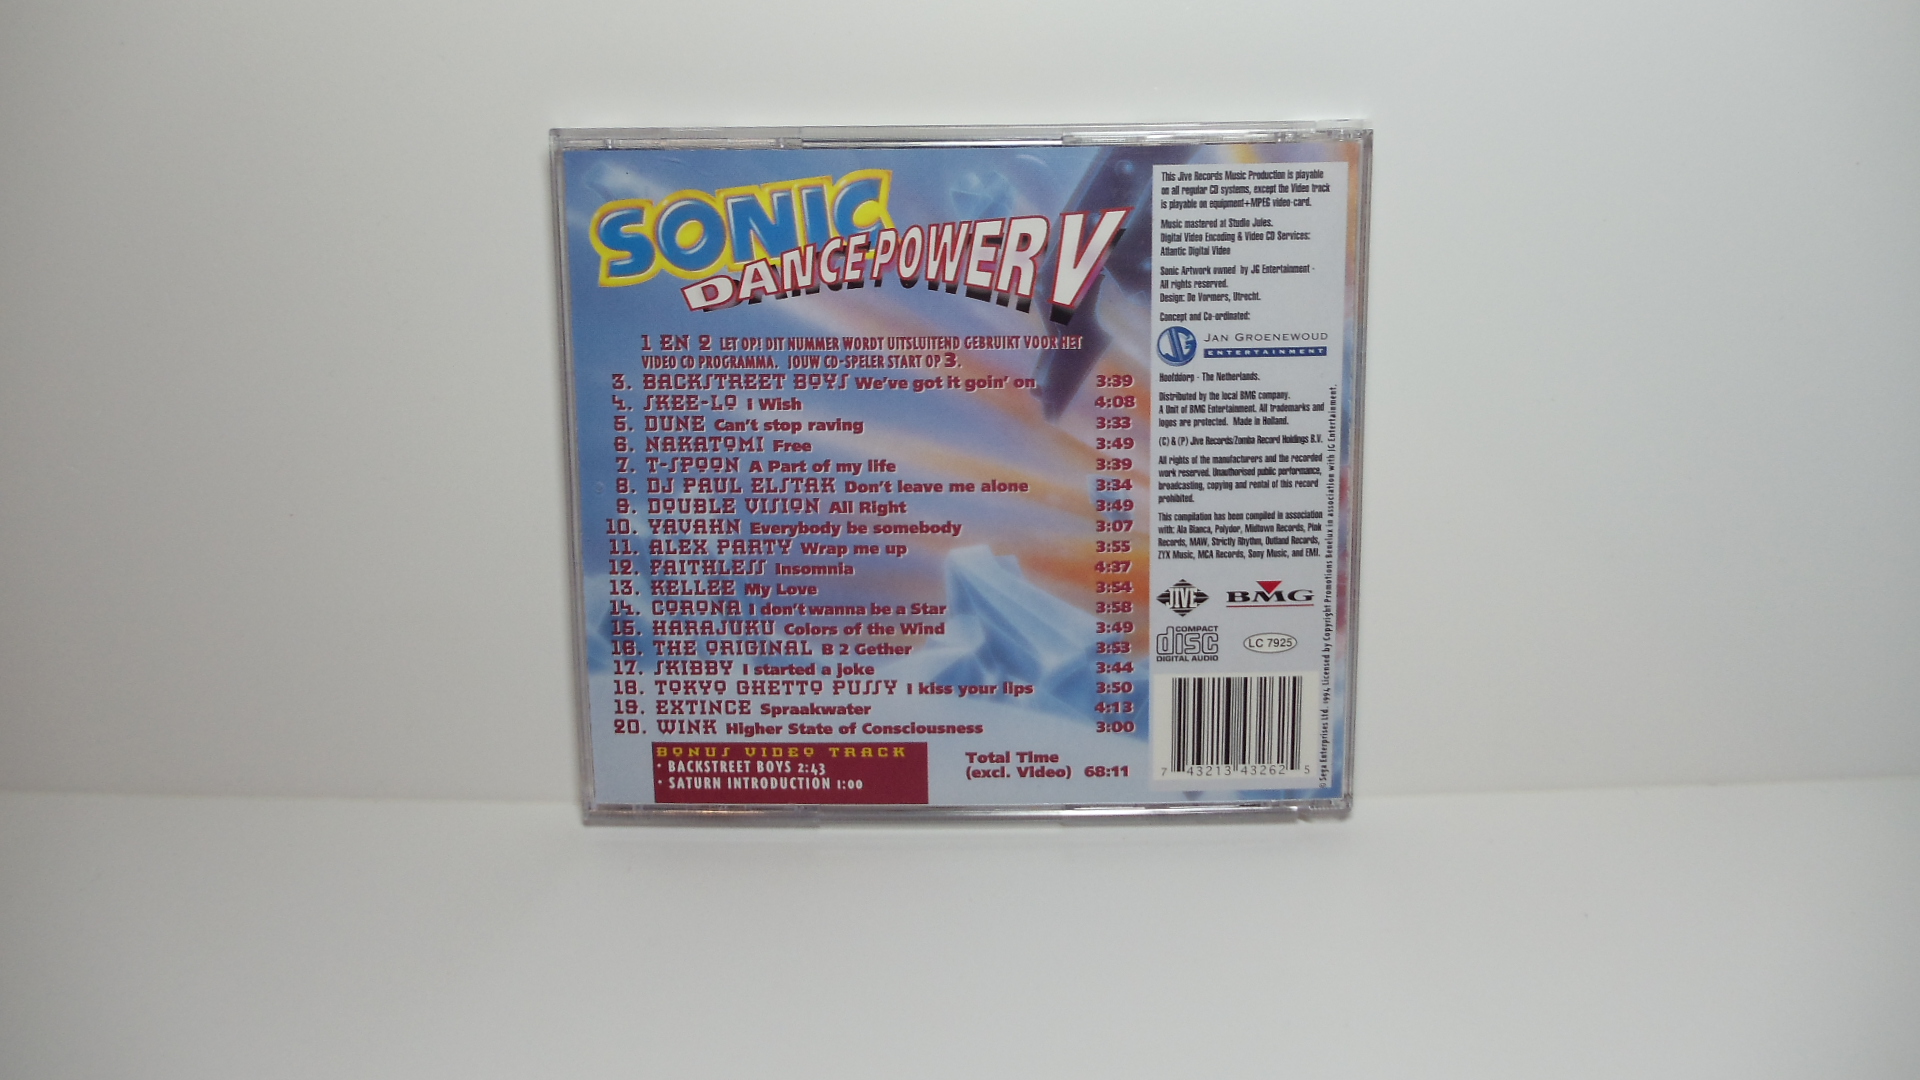 SONIC
DANCE POWER V
1 EN 2 LET OP! DIT NUMMER WORDT UITSLUITEND GEBRUIKT VOOR HET
VIDEO CD PROGRAMMA. JOUW CD-SPELER START OP 3.
3. BACKSTREET BOYS We've got it goin' on 3:39
4. SKEE-LO I Wish 4:08
5. DUNE Can't stop raving 3:33
6. NAKATOMI Free 3:49
7. T-SPOON A Part of my life 3:39
8. DJ PAUL ELSTAK Don't leave me alone 3:34
9. DOUBLE VISION All Right 3:49
10. YAVAHN Everybody be somebody 3:07
11. ALEX PARTY Wrap me up 3:55
12. FAITHLESS Insomnia 4:37
13. KELLEE My Love 3:54
14. CORONA I don't wanna be a Star 3:58
15. HARAJUKU Colors of the Wind 3:49
16. THE ORIGINAL B 2 Gether 3:53
17. SKIBBY I started a Joke 3:44
18. TOKYO GHETTO PUSSY I kiss your lips 3:50
19. EXTINCE Spraakwater 4:13
20. WINK Higher State of Consciousness 3:00
BONUS VIDEO TRACK
· BACKSTREET BOYS 2:43
· SATURN INTRODUCTION 1:00
Total Time
(excl. Video) 68:11
This Jive Records Music Production is playable
on all regular CD systems, except the Video track
is playable on equipment+MPEG video-card.
Music mastered at Studio Jules.
Digital Video Encoding & Video CD Services:
Atlantic Digital Video
Sonic Artwork owned by JG Entertainment -
All rights reserved.
Design: De Vormers, Utrecht.
Concept and Co-ordinated:
JG
JAN GROENEWOUD
ENTERTAINMENT
Hoofddorp - The Netherlands.
Distributed by the local BMG company.
A Unit of BMG Entertainment. All trademarks and
logos are protected. Made in Holland.
(C) & (P) Jive Records/Zomba Record Holdings B.V.
All rights of the manufacturers and the recorded
work reserved. Unauthorised public performance,
broadcasting, copying and rental of this record
prohibited.
This compilation has been compiled in association
with: Ala Bianca, Polydor, Midtown Records, Pink
Records, MAW, Strictly Rhythm, Outland Records,
ZYX Music, MCA Records, Sony Music, and EMI.
JIVE
BMG
COMPACT
disc
DIGITAL AUDIO
LC 7925
7 43213 43262 5
© Sega Enterprises Ltd. 1994 Licensed by Copyright Promotions Benelux in association with JG Entertainment.